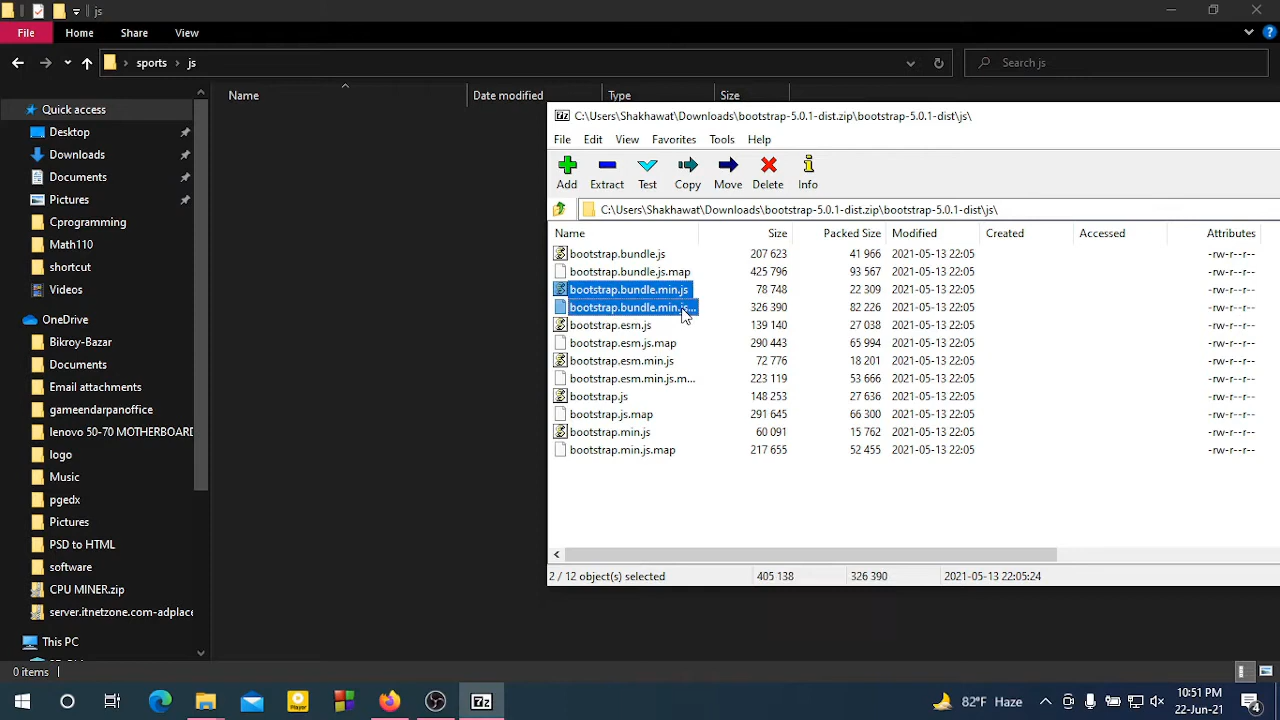 js
File Home Share View
sports js Search js
Name Date modified Type Size
Quick access
Desktop
Downloads
Documents
Pictures
Cprogramming
Math110
shortcut
Videos
OneDrive
Bikroy-Bazar
Documents
Email attachments
gameendarpanoffice
lenovo 50-70 MOTHERBOARD
logo
Music
pgedx
Pictures
PSD to HTML
software
CPU MINER.zip
server.itnetzone.com-adplace
This PC
0 items
7z C:\Users\Shakhawat\Downloads\bootstrap-5.0.1-dist.zip\bootstrap-5.0.1-dist\js\
File Edit View Favorites Tools Help
Add Extract Test Copy Move Delete Info
C:\Users\Shakhawat\Downloads\bootstrap-5.0.1-dist.zip\bootstrap-5.0.1-dist\js\
Name Size Packed Size Modified Created Accessed Attributes
bootstrap.bundle.js 207 623 41 966 2021-05-13 22:05 -rw-r--r--
bootstrap.bundle.js.map 425 796 93 567 2021-05-13 22:05 -rw-r--r--
bootstrap.bundle.min.js 78 748 22 309 2021-05-13 22:05 -rw-r--r--
bootstrap.bundle.min.js... 326 390 82 226 2021-05-13 22:05 -rw-r--r--
bootstrap.esm.js 139 140 27 038 2021-05-13 22:05 -rw-r--r--
bootstrap.esm.js.map 290 443 65 994 2021-05-13 22:05 -rw-r--r--
bootstrap.esm.min.js 72 776 18 201 2021-05-13 22:05 -rw-r--r--
bootstrap.esm.min.js.m... 223 119 53 666 2021-05-13 22:05 -rw-r--r--
bootstrap.js 148 253 27 636 2021-05-13 22:05 -rw-r--r--
bootstrap.js.map 291 645 66 300 2021-05-13 22:05 -rw-r--r--
bootstrap.min.js 60 091 15 762 2021-05-13 22:05 -rw-r--r--
bootstrap.min.js.map 217 655 52 455 2021-05-13 22:05 -rw-r--r--
2 / 12 object(s) selected 405 138 326 390 2021-05-13 22:05:24
Player 7z 82°F Haze 10:51 PM
22-Jun-21 4